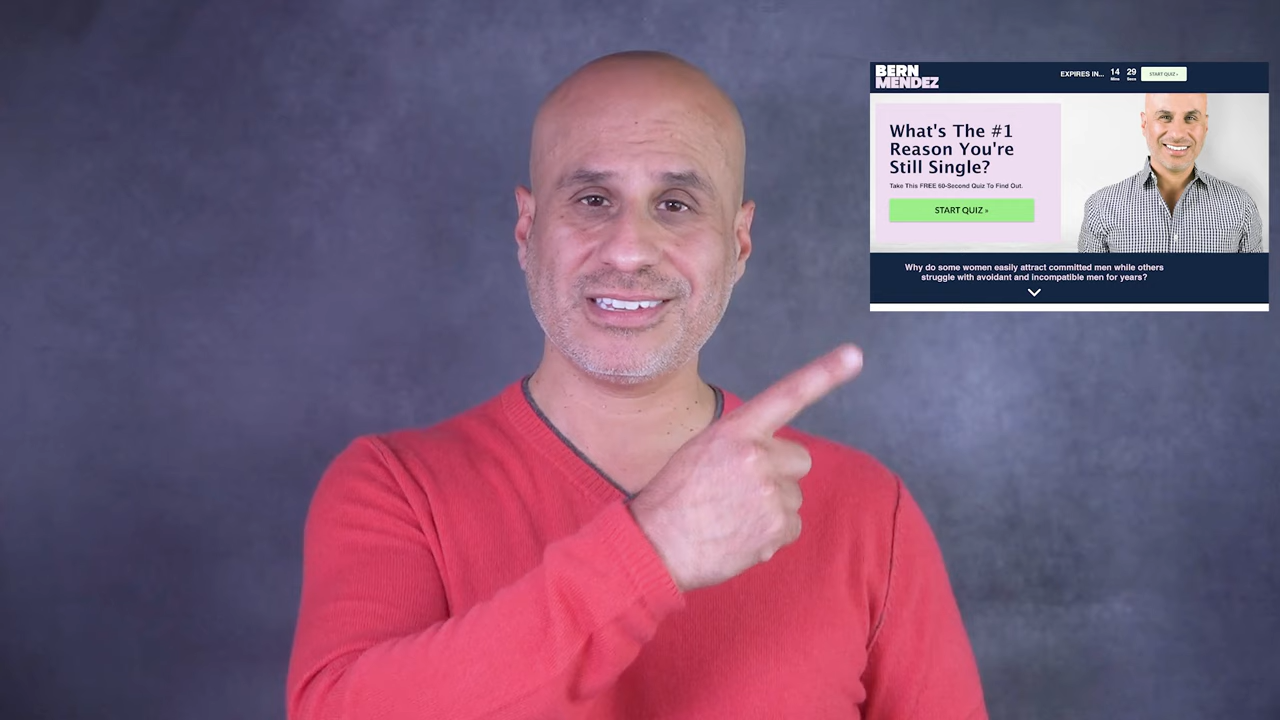 BERN
MENDEZ
EXPIRES IN...
14
29
Mins
Secs
START QUIZ »
What's The #1
Reason You're
Still Single?
Take This FREE 60-Second Quiz To Find Out.
START QUIZ »
Why do some women easily attract committed men while others
struggle with avoidant and incompatible men for years?